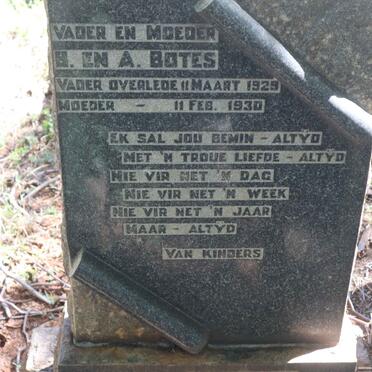 VADER EN MOEDER
B. EN A. BOTES
VADER OVERLEDE 11 MAART 1929
MOEDER - 11 FEB. 1930
EK SAL JOU BEMIN - ALTYD
MET 'N TROUE LIEFDE - ALTYD
NIE VIR NET 'N DAG
NIE VIR NET 'N WEEK
NIE VIR NET 'N JAAR
MAAR - ALTYD
VAN KINDERS